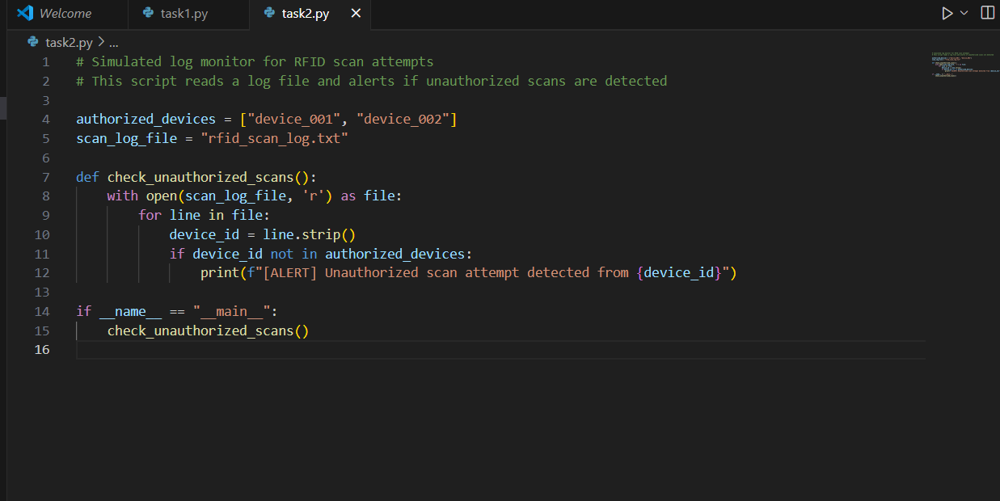 Welcome
task1.py
task2.py
task2.py > ...
1 # Simulated log monitor for RFID scan attempts
2 # This script reads a log file and alerts if unauthorized scans are detected
3
4 authorized_devices = ["device_001", "device_002"]
5 scan_log_file = "rfid_scan_log.txt"
6
7 def check_unauthorized_scans():
8     with open(scan_log_file, 'r') as file:
9         for line in file:
10             device_id = line.strip()
11             if device_id not in authorized_devices:
12                 print(f"[ALERT] Unauthorized scan attempt detected from {device_id}")
13
14 if __name__ == "__main__":
15     check_unauthorized_scans()
16